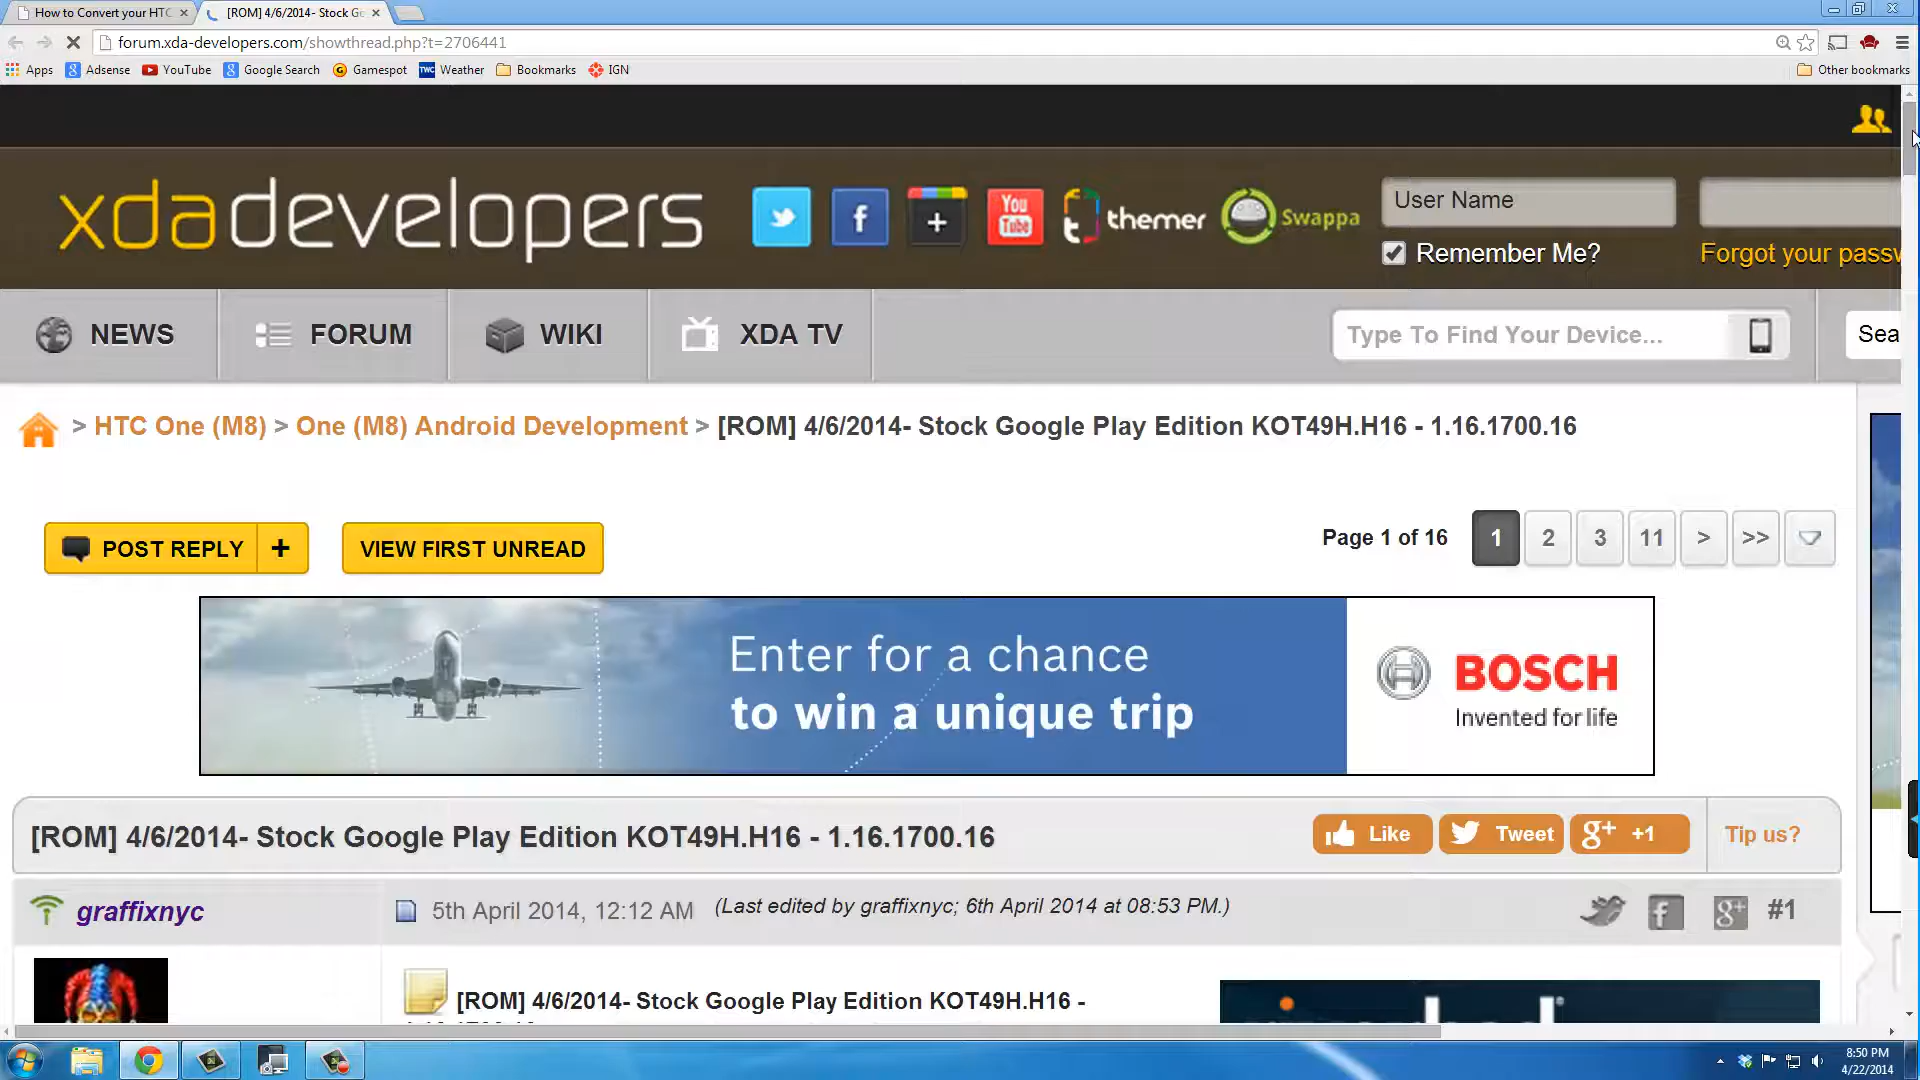 How to Convert your HTC
[ROM] 4/6/2014- Stock Go
forum.xda-developers.com/showthread.php?t=2706441
Apps Adsense YouTube Google Search Gamespot Weather Bookmarks IGN Other bookmarks
xdadevelopers
You Tube
themer
Swappa
User Name
Remember Me?
Forgot your passw
NEWS FORUM WIKI XDA TV
Type To Find Your Device...
Sea
> HTC One (M8) > One (M8) Android Development > [ROM] 4/6/2014- Stock Google Play Edition KOT49H.H16 - 1.16.1700.16
POST REPLY +
VIEW FIRST UNREAD
Page 1 of 16 1 2 3 11 > >>
Enter for a chance
to win a unique trip
BOSCH
Invented for life
[ROM] 4/6/2014- Stock Google Play Edition KOT49H.H16 - 1.16.1700.16
Like Tweet g+ +1 Tip us?
graffixnyc
5th April 2014, 12:12 AM (Last edited by graffixnyc; 6th April 2014 at 08:53 PM.) #1
[ROM] 4/6/2014- Stock Google Play Edition KOT49H.H16 -
8:50 PM
4/22/2014